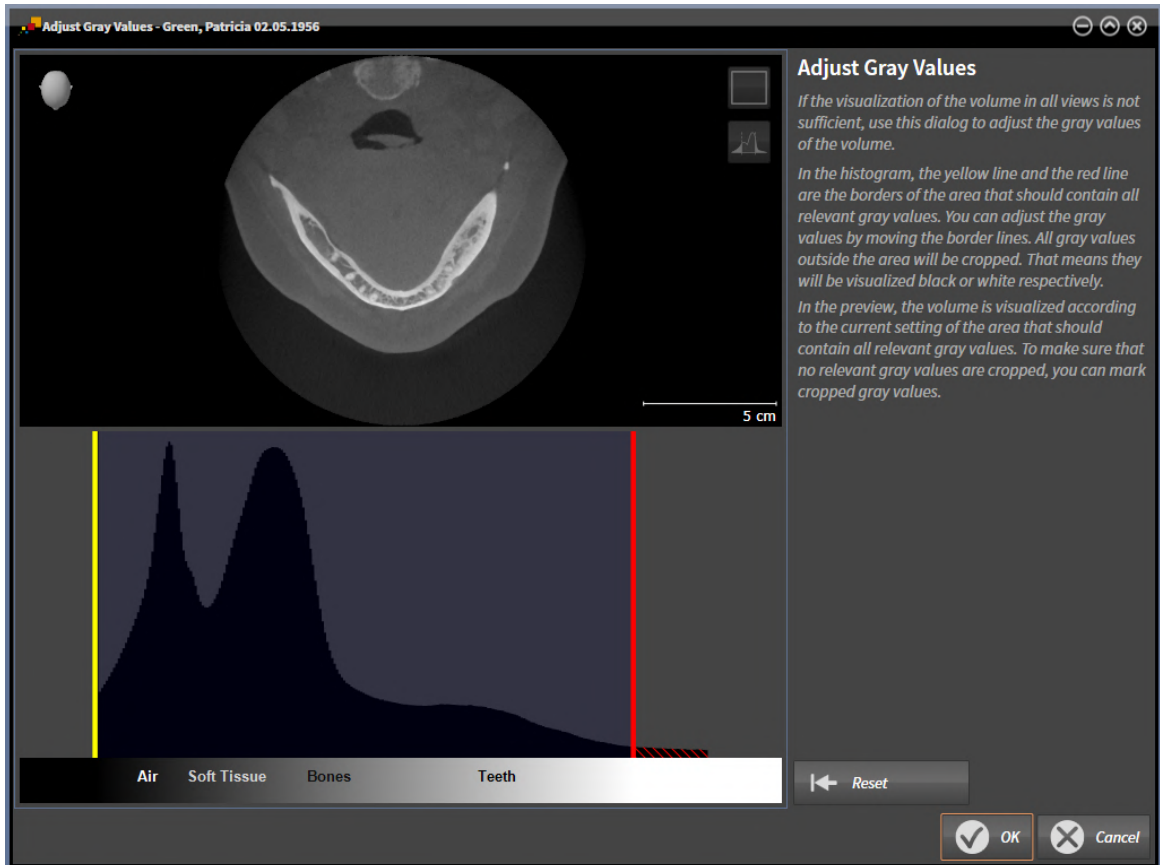 Adjust Gray Values - Green, Patricia 02.05.1956
5 cm
Air Soft Tissue Bones Teeth
Adjust Gray Values
If the visualization of the volume in all views is not
sufficient, use this dialog to adjust the gray values
of the volume.
In the histogram, the yellow line and the red line
are the borders of the area that should contain all
relevant gray values. You can adjust the gray
values by moving the border lines. All gray values
outside the area will be cropped. That means they
will be visualized black or white respectively.
In the preview, the volume is visualized according
to the current setting of the area that should
contain all relevant gray values. To make sure that
no relevant gray values are cropped, you can mark
cropped gray values.
Reset
OK Cancel